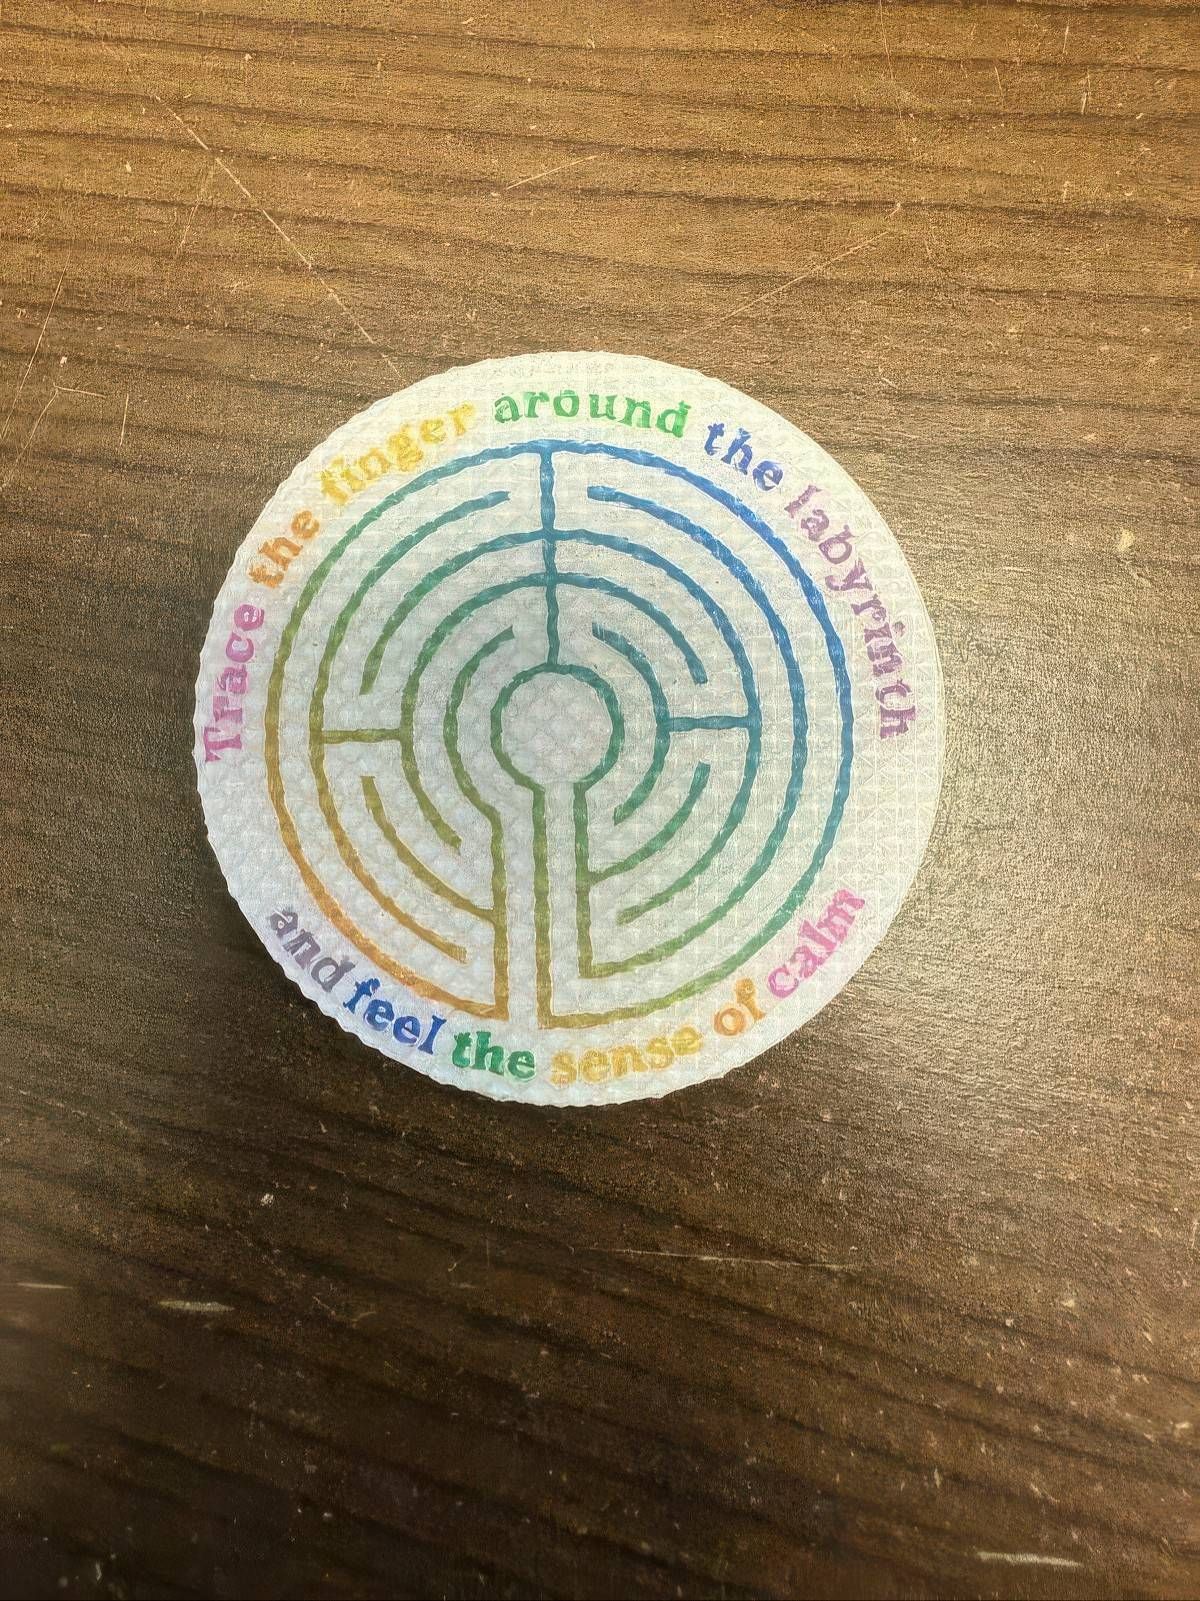 Trace the finger around the labyrinth
and feel the sense of calm